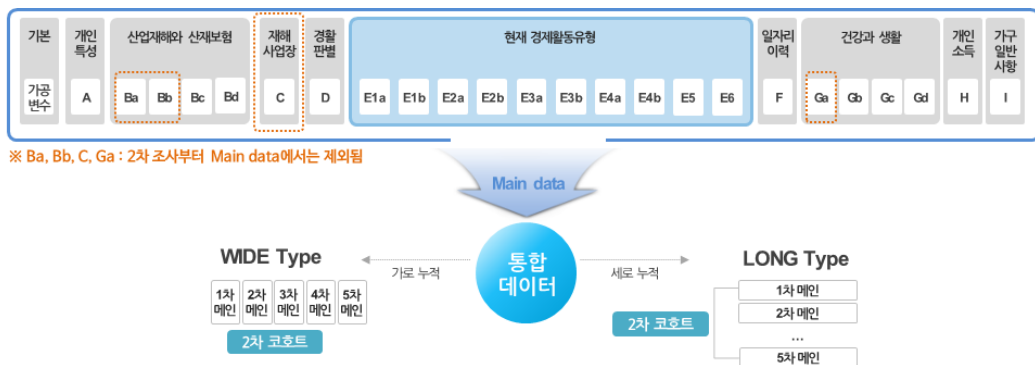 기본
개인
특성
산업재해와 산재보험
재해
사업장
경활
판별
현재 경제활동유형
일자리
이력
건강과 생활
개인
소득
가구
일반
사항
가공
변수
A
Ba
Bb
Bc
Bd
C
D
E1a
E1b
E2a
E2b
E3a
E3b
E4a
E4b
E5
E6
F
Ga
Gb
Gc
Gd
H
I
※ Ba, Bb, C, Ga : 2차 조사부터 Main data에서는 제외됨
Main data
통합
데이터
WIDE Type
가로 누적
1차
메인
2차
메인
3차
메인
4차
메인
5차
메인
2차 코호트
세로 누적
LONG Type
2차 코호트
1차 메인
2차 메인
...
5차 메인